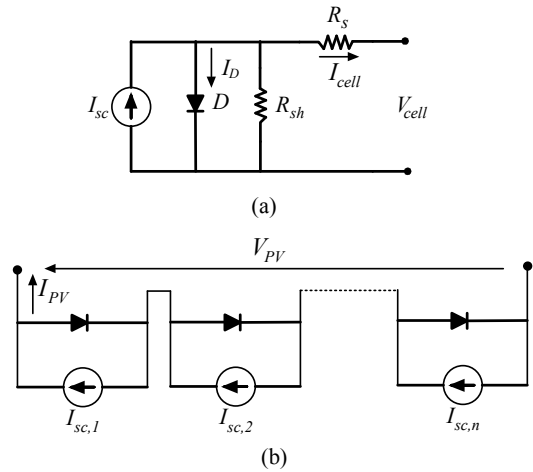 R_s
I_D
I_cell
I_sc
D
R_sh
V_cell
(a)
V_PV
I_PV
I_sc,1
I_sc,2
I_sc,n
(b)